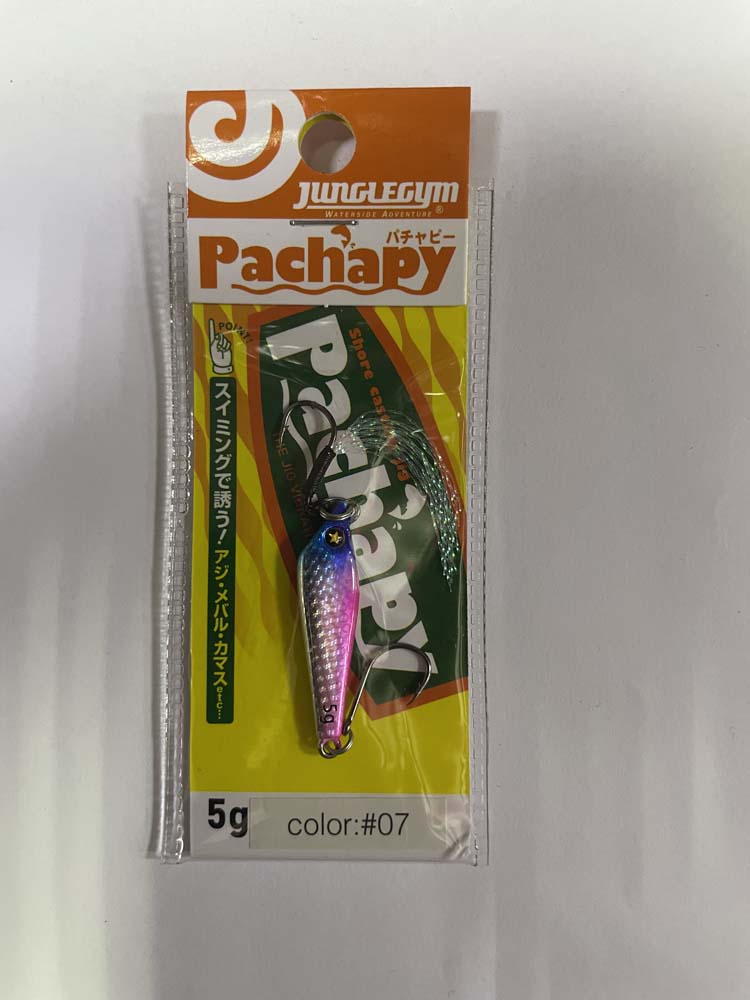 JUNGLEGYM
WATERSIDE ADVENTURE®
パチャピー
Pachapy
POINT!
スイミングで誘う!アジ・メバル・カマスetc...
Pachapy
5g
5g
color:#07